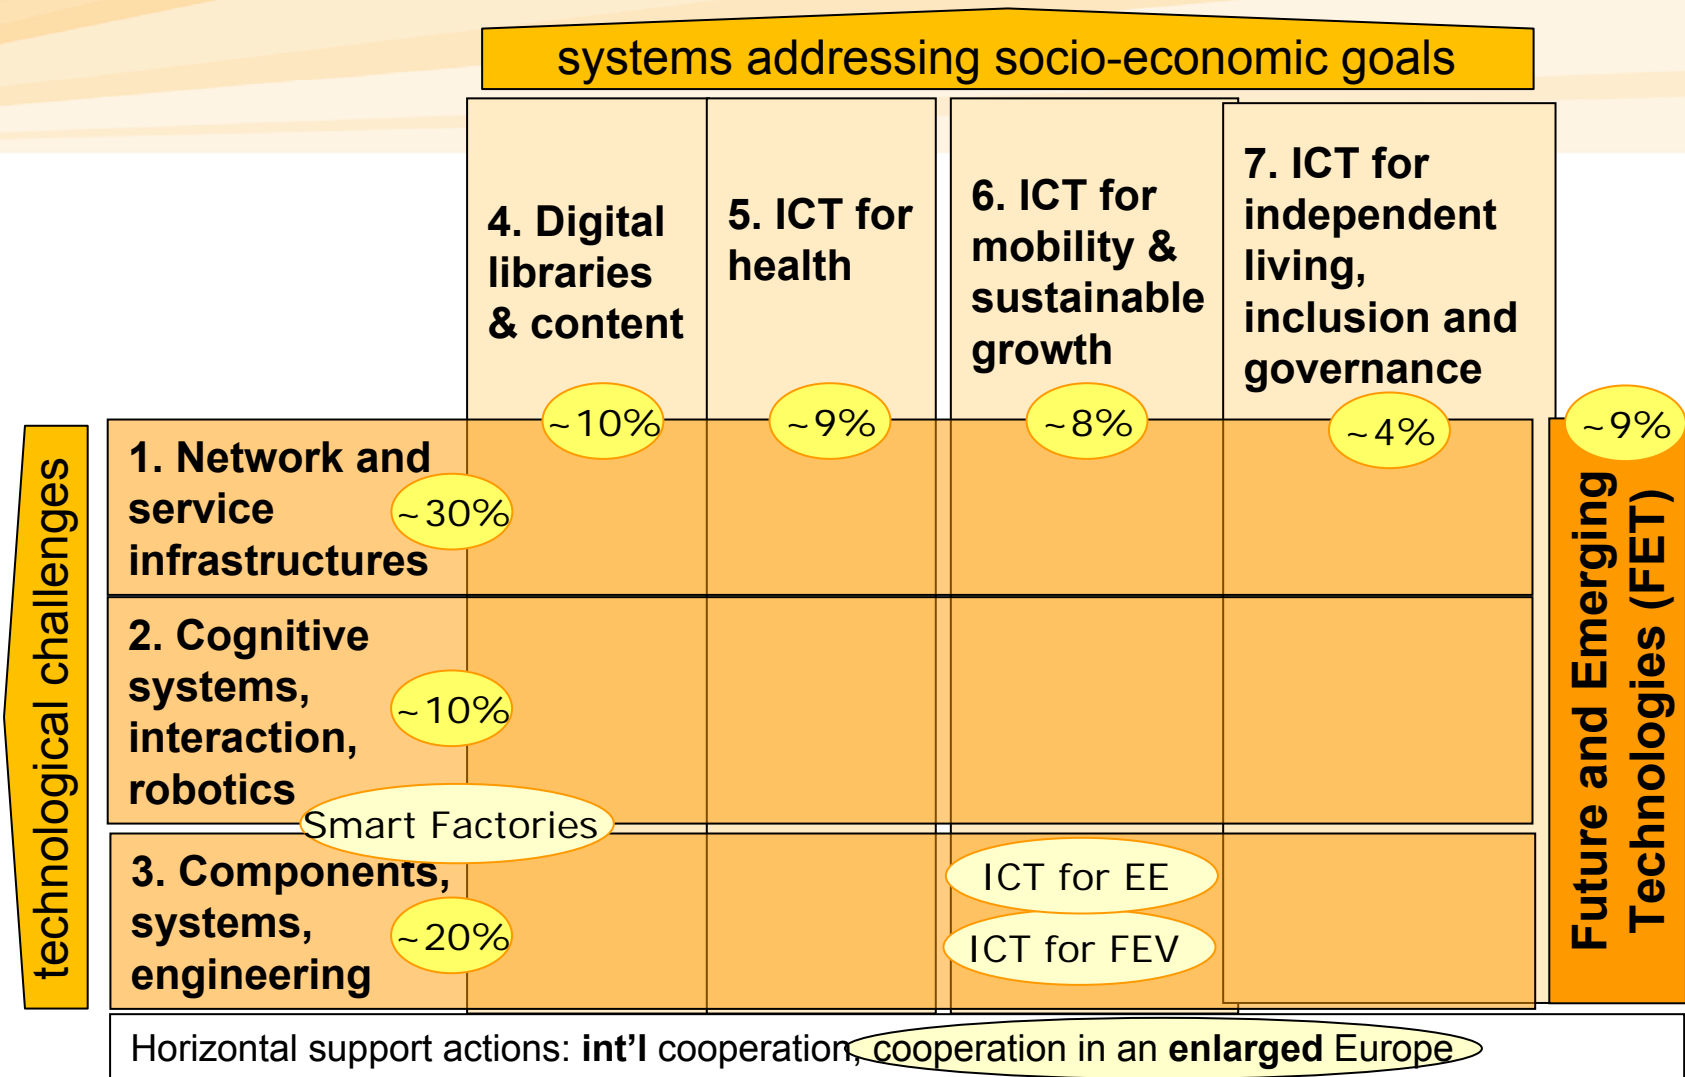 systems addressing socio-economic goals
4. Digital
libraries
& content
5. ICT for
health
6. ICT for
mobility &
sustainable
growth
7. ICT for
independent
living,
inclusion and
governance
~10%
~9%
~8%
~4%
~9%
technological challenges
1. Network and
service
infrastructures
~30%
2. Cognitive
systems,
interaction,
robotics
~10%
Smart Factories
3. Components,
systems,
engineering
~20%
ICT for EE
ICT for FEV
Future and Emerging
Technologies (FET)
Horizontal support actions: int'l cooperation, cooperation in an enlarged Europe